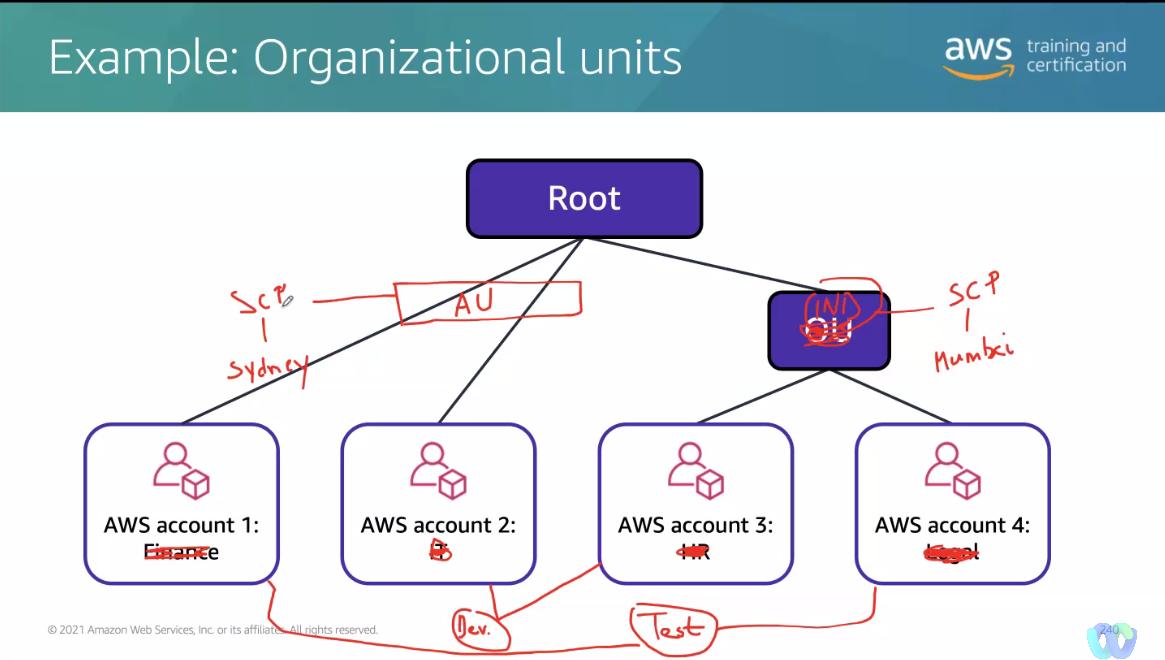 Example: Organizational units
aws training and certification
Root
SCP
AU
IND
OU
SCP
Sydney
Mumbai
AWS account 1:
Finance
AWS account 2:
IT
AWS account 3:
HR
AWS account 4:
Legal
Dev.
Test
© 2021 Amazon Web Services, Inc. or its affiliates. All rights reserved.
240